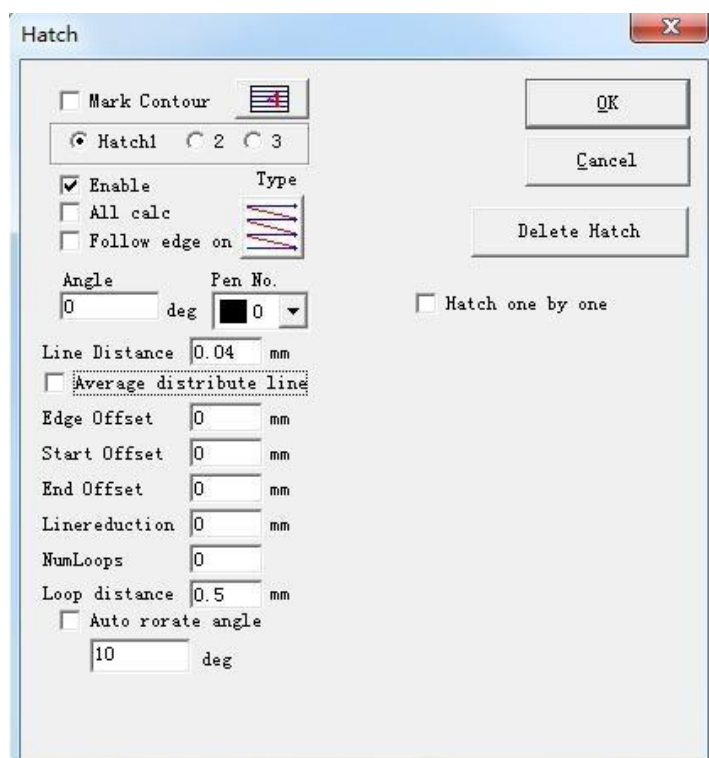 Hatch
Mark Contour
OK
Hatch1 2 3
Cancel
Enable Type
All calc
Follow edge on
Delete Hatch
Angle Pen No.
0 deg 0
Hatch one by one
Line Distance 0.04 mm
Average distribute line
Edge Offset 0 mm
Start Offset 0 mm
End Offset 0 mm
Linereduction 0 mm
NumLoops 0
Loop distance 0.5 mm
Auto rorate angle
10 deg